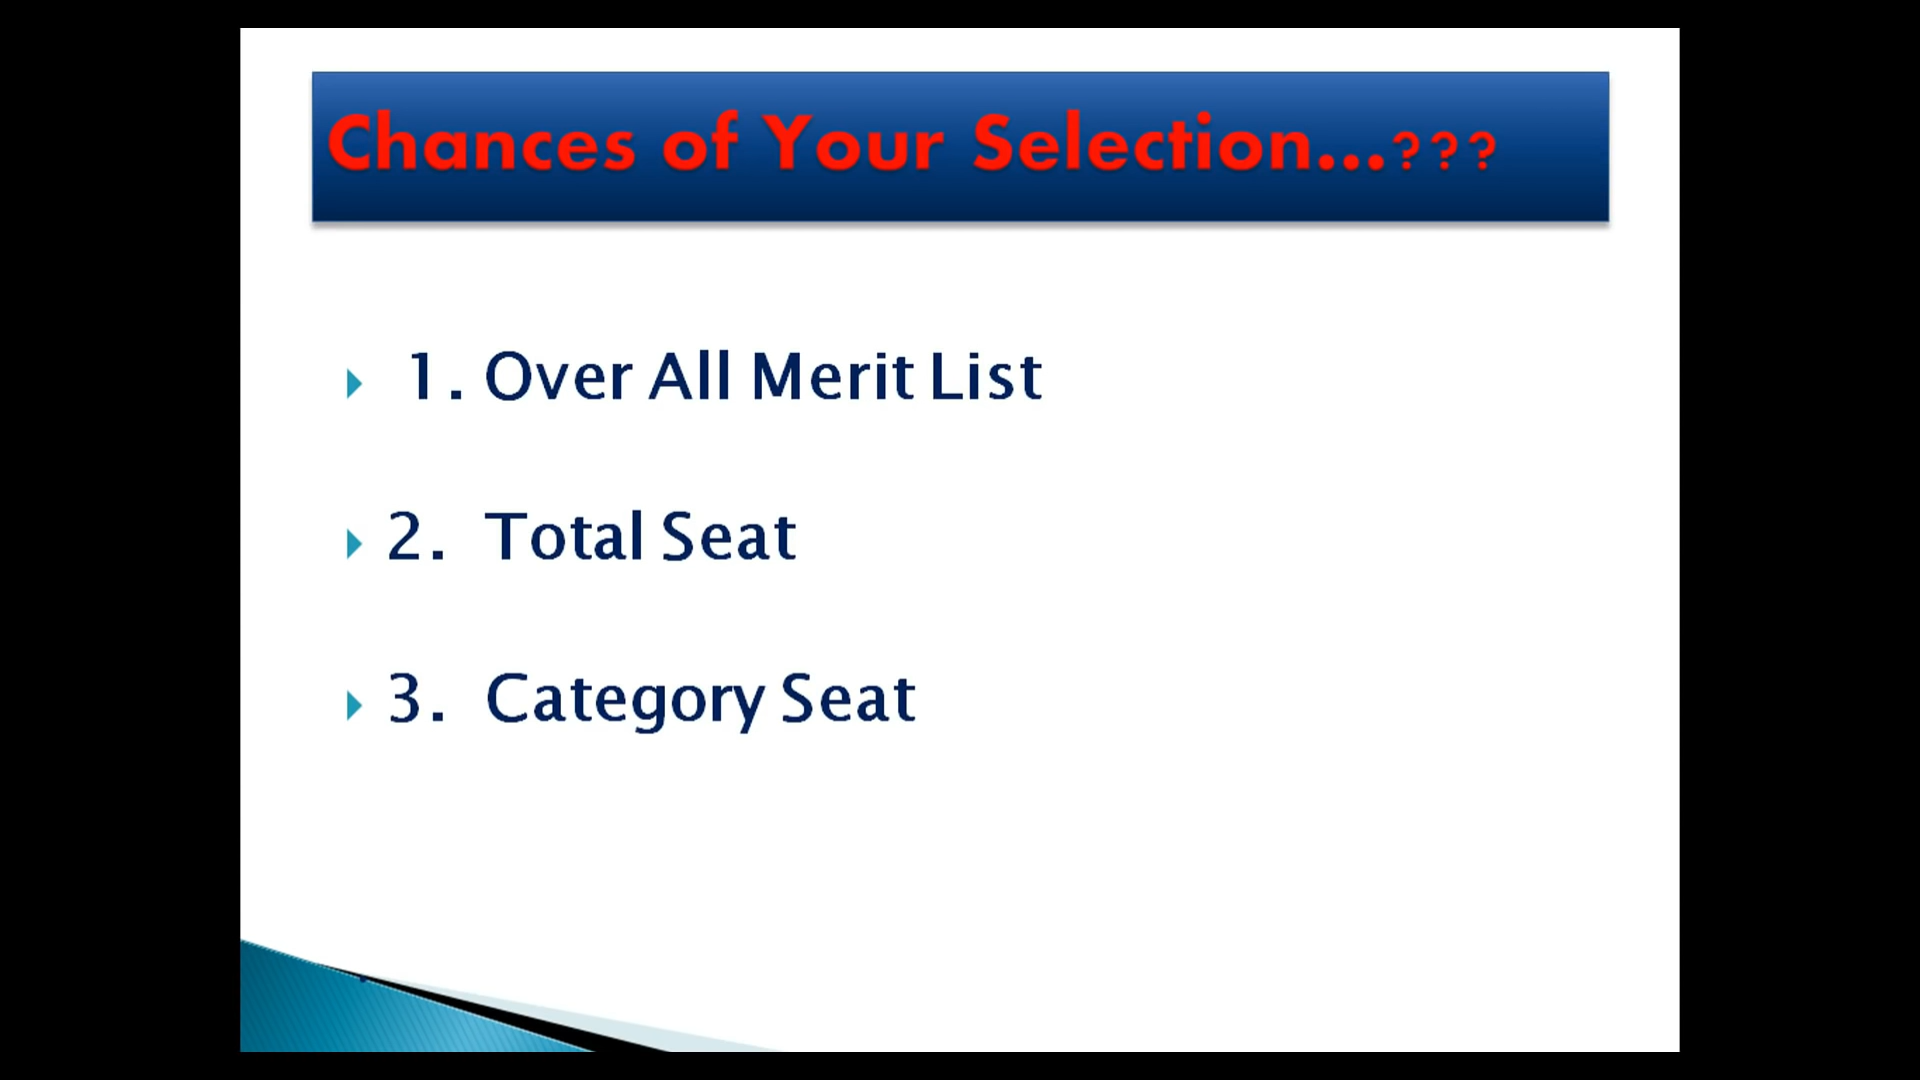 Chances of Your Selection...???
1. Over All Merit List
2. Total Seat
3. Category Seat